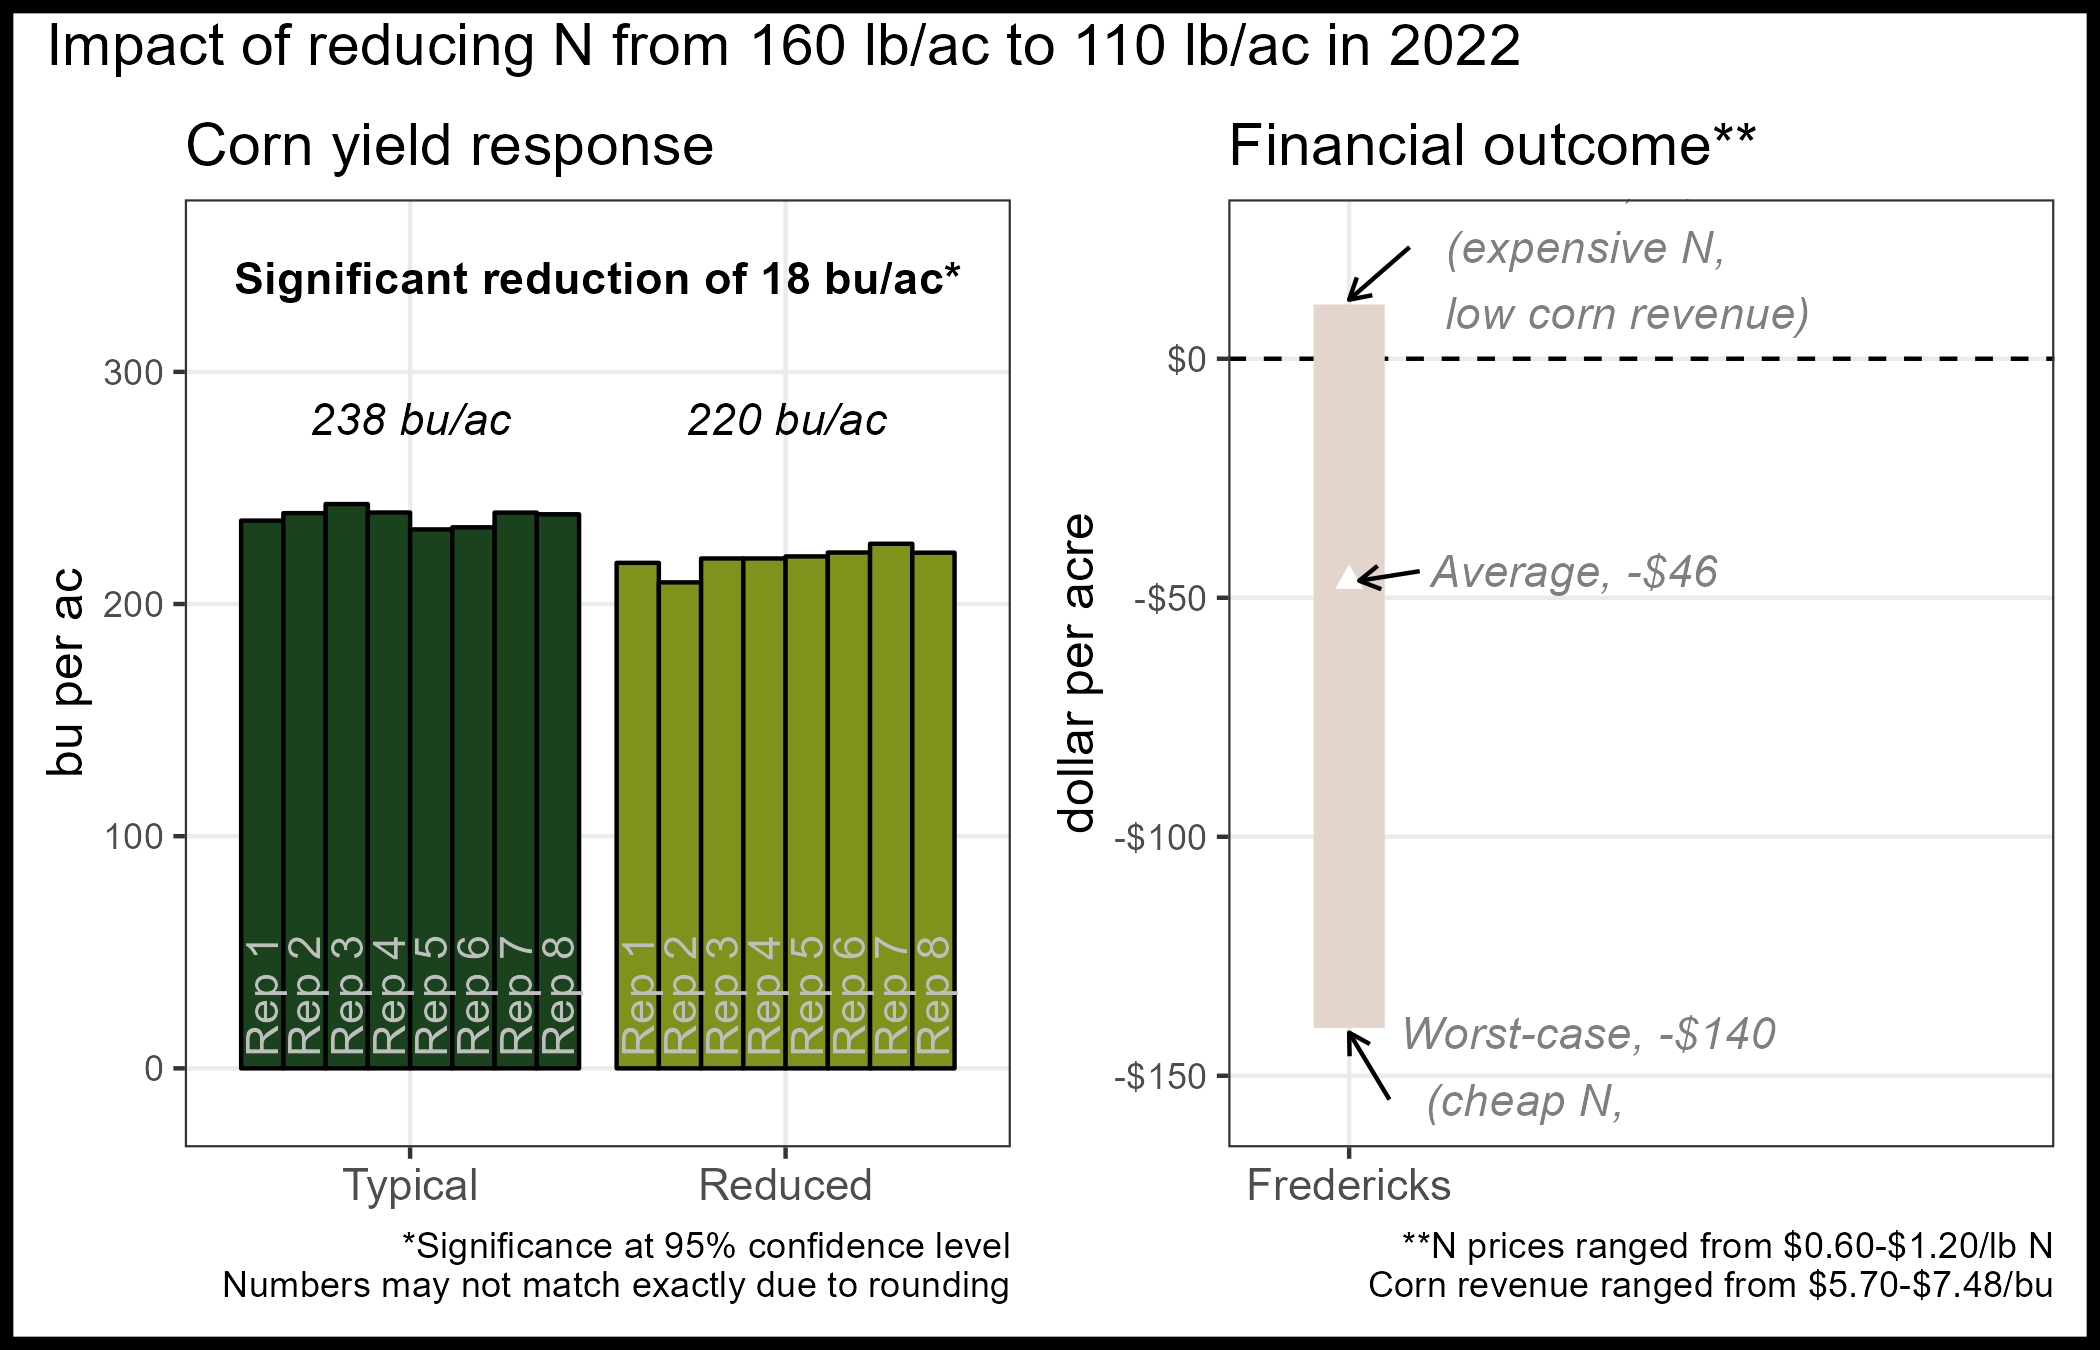 Impact of reducing N from 160 lb/ac to 110 lb/ac in 2022
Corn yield response
Significant reduction of 18 bu/ac*
238 bu/ac
220 bu/ac
bu per ac
300
200
100
0
Rep 1
Rep 2
Rep 3
Rep 4
Rep 5
Rep 6
Rep 7
Rep 8
Rep 1
Rep 2
Rep 3
Rep 4
Rep 5
Rep 6
Rep 7
Rep 8
Typical
Reduced
*Significance at 95% confidence level
Numbers may not match exactly due to rounding
Financial outcome**
(expensive N,
low corn revenue)
dollar per acre
$0
-$50
-$100
-$150
Average, -$46
Worst-case, -$140
(cheap N,
Fredericks
**N prices ranged from $0.60-$1.20/lb N
Corn revenue ranged from $5.70-$7.48/bu